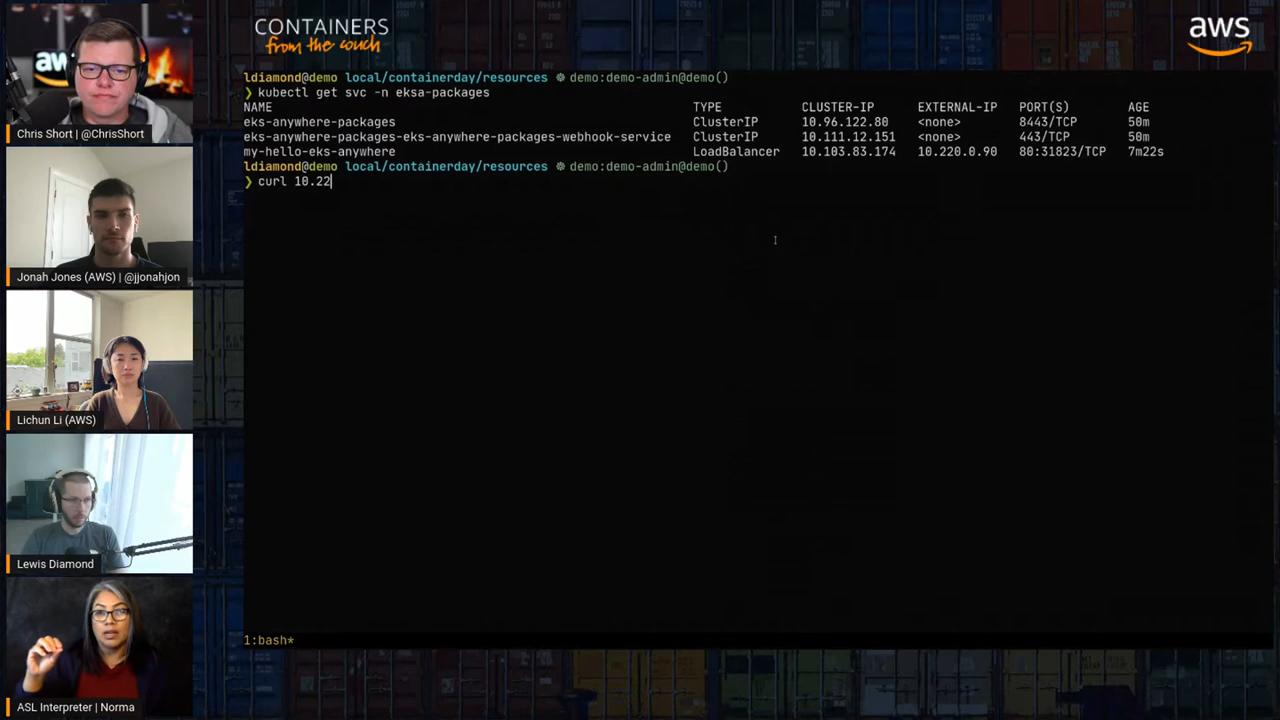 CONTAINERS
from the couch
aws
aws
Chris Short | @ChrisShort
Jonah Jones (AWS) | @jjonahjon
Lichun Li (AWS)
Lewis Diamond
ASL Interpreter | Norma
ldiamond@demo local/containerday/resources ☸ demo:demo-admin@demo()
❯ kubectl get svc -n eksa-packages
NAME TYPE CLUSTER-IP EXTERNAL-IP PORT(S) AGE
eks-anywhere-packages ClusterIP 10.96.122.80 <none> 8443/TCP 50m
eks-anywhere-packages-eks-anywhere-packages-webhook-service ClusterIP 10.111.12.151 <none> 443/TCP 50m
my-hello-eks-anywhere LoadBalancer 10.103.83.174 10.220.0.90 80:31823/TCP 7m22s
ldiamond@demo local/containerday/resources ☸ demo:demo-admin@demo()
❯ curl 10.22
1:bash*